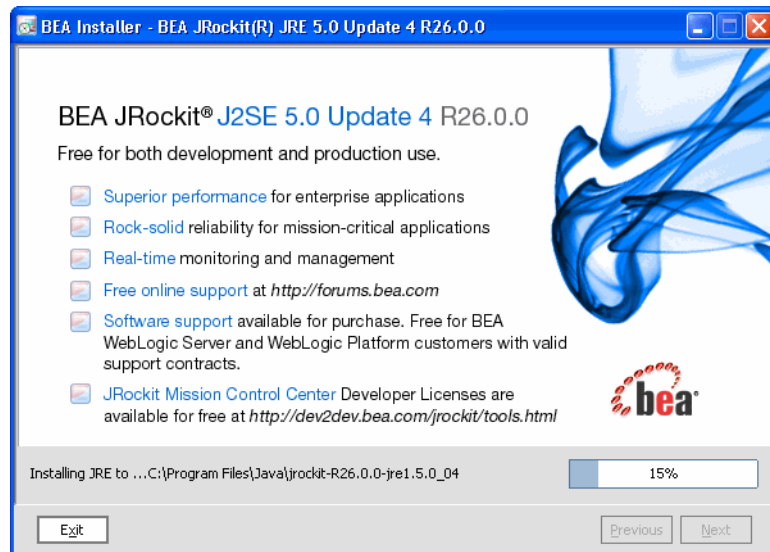 BEA Installer - BEA JRockit(R) JRE 5.0 Update 4 R26.0.0
BEA JRockit® J2SE 5.0 Update 4 R26.0.0
Free for both development and production use.
Superior performance for enterprise applications
Rock-solid reliability for mission-critical applications
Real-time monitoring and management
Free online support at http://forums.bea.com
Software support available for purchase. Free for BEA
WebLogic Server and WebLogic Platform customers with valid
support contracts.
JRockit Mission Control Center Developer Licenses are
available for free at http://dev2dev.bea.com/jrockit/tools.html
bea
Installing JRE to ...C:\Program Files\Java\jrockit-R26.0.0-jre1.5.0_04
15%
Exit
Previous
Next